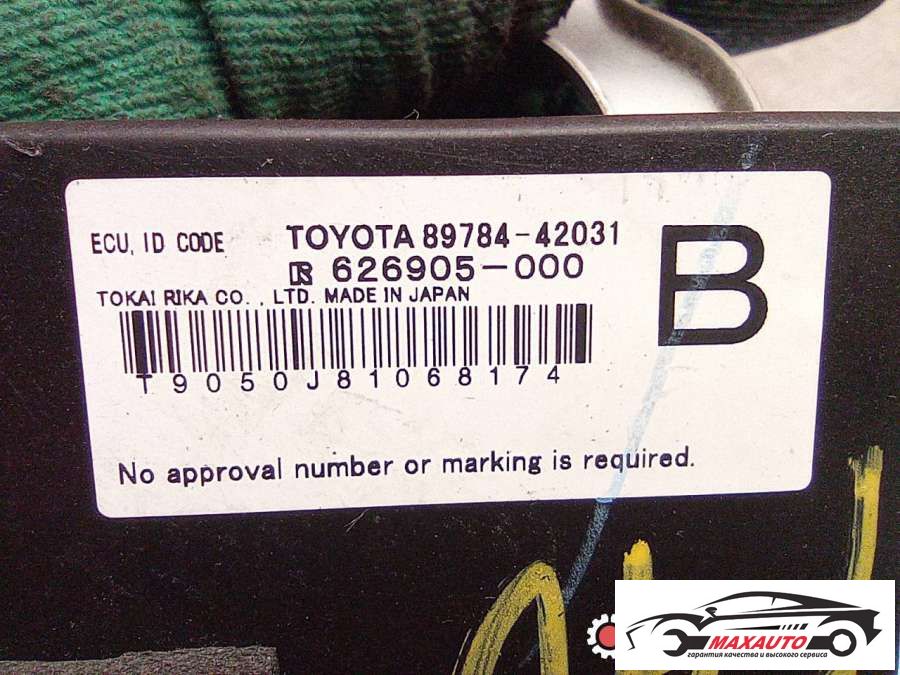 ECU, ID CODE TOYOTA 89784-42031
626905-000
B
TOKAI RIKA CO., LTD. MADE IN JAPAN
T9050J81068174
No approval number or marking is required.
MAXAUTO
гарантия качества и высокого сервиса